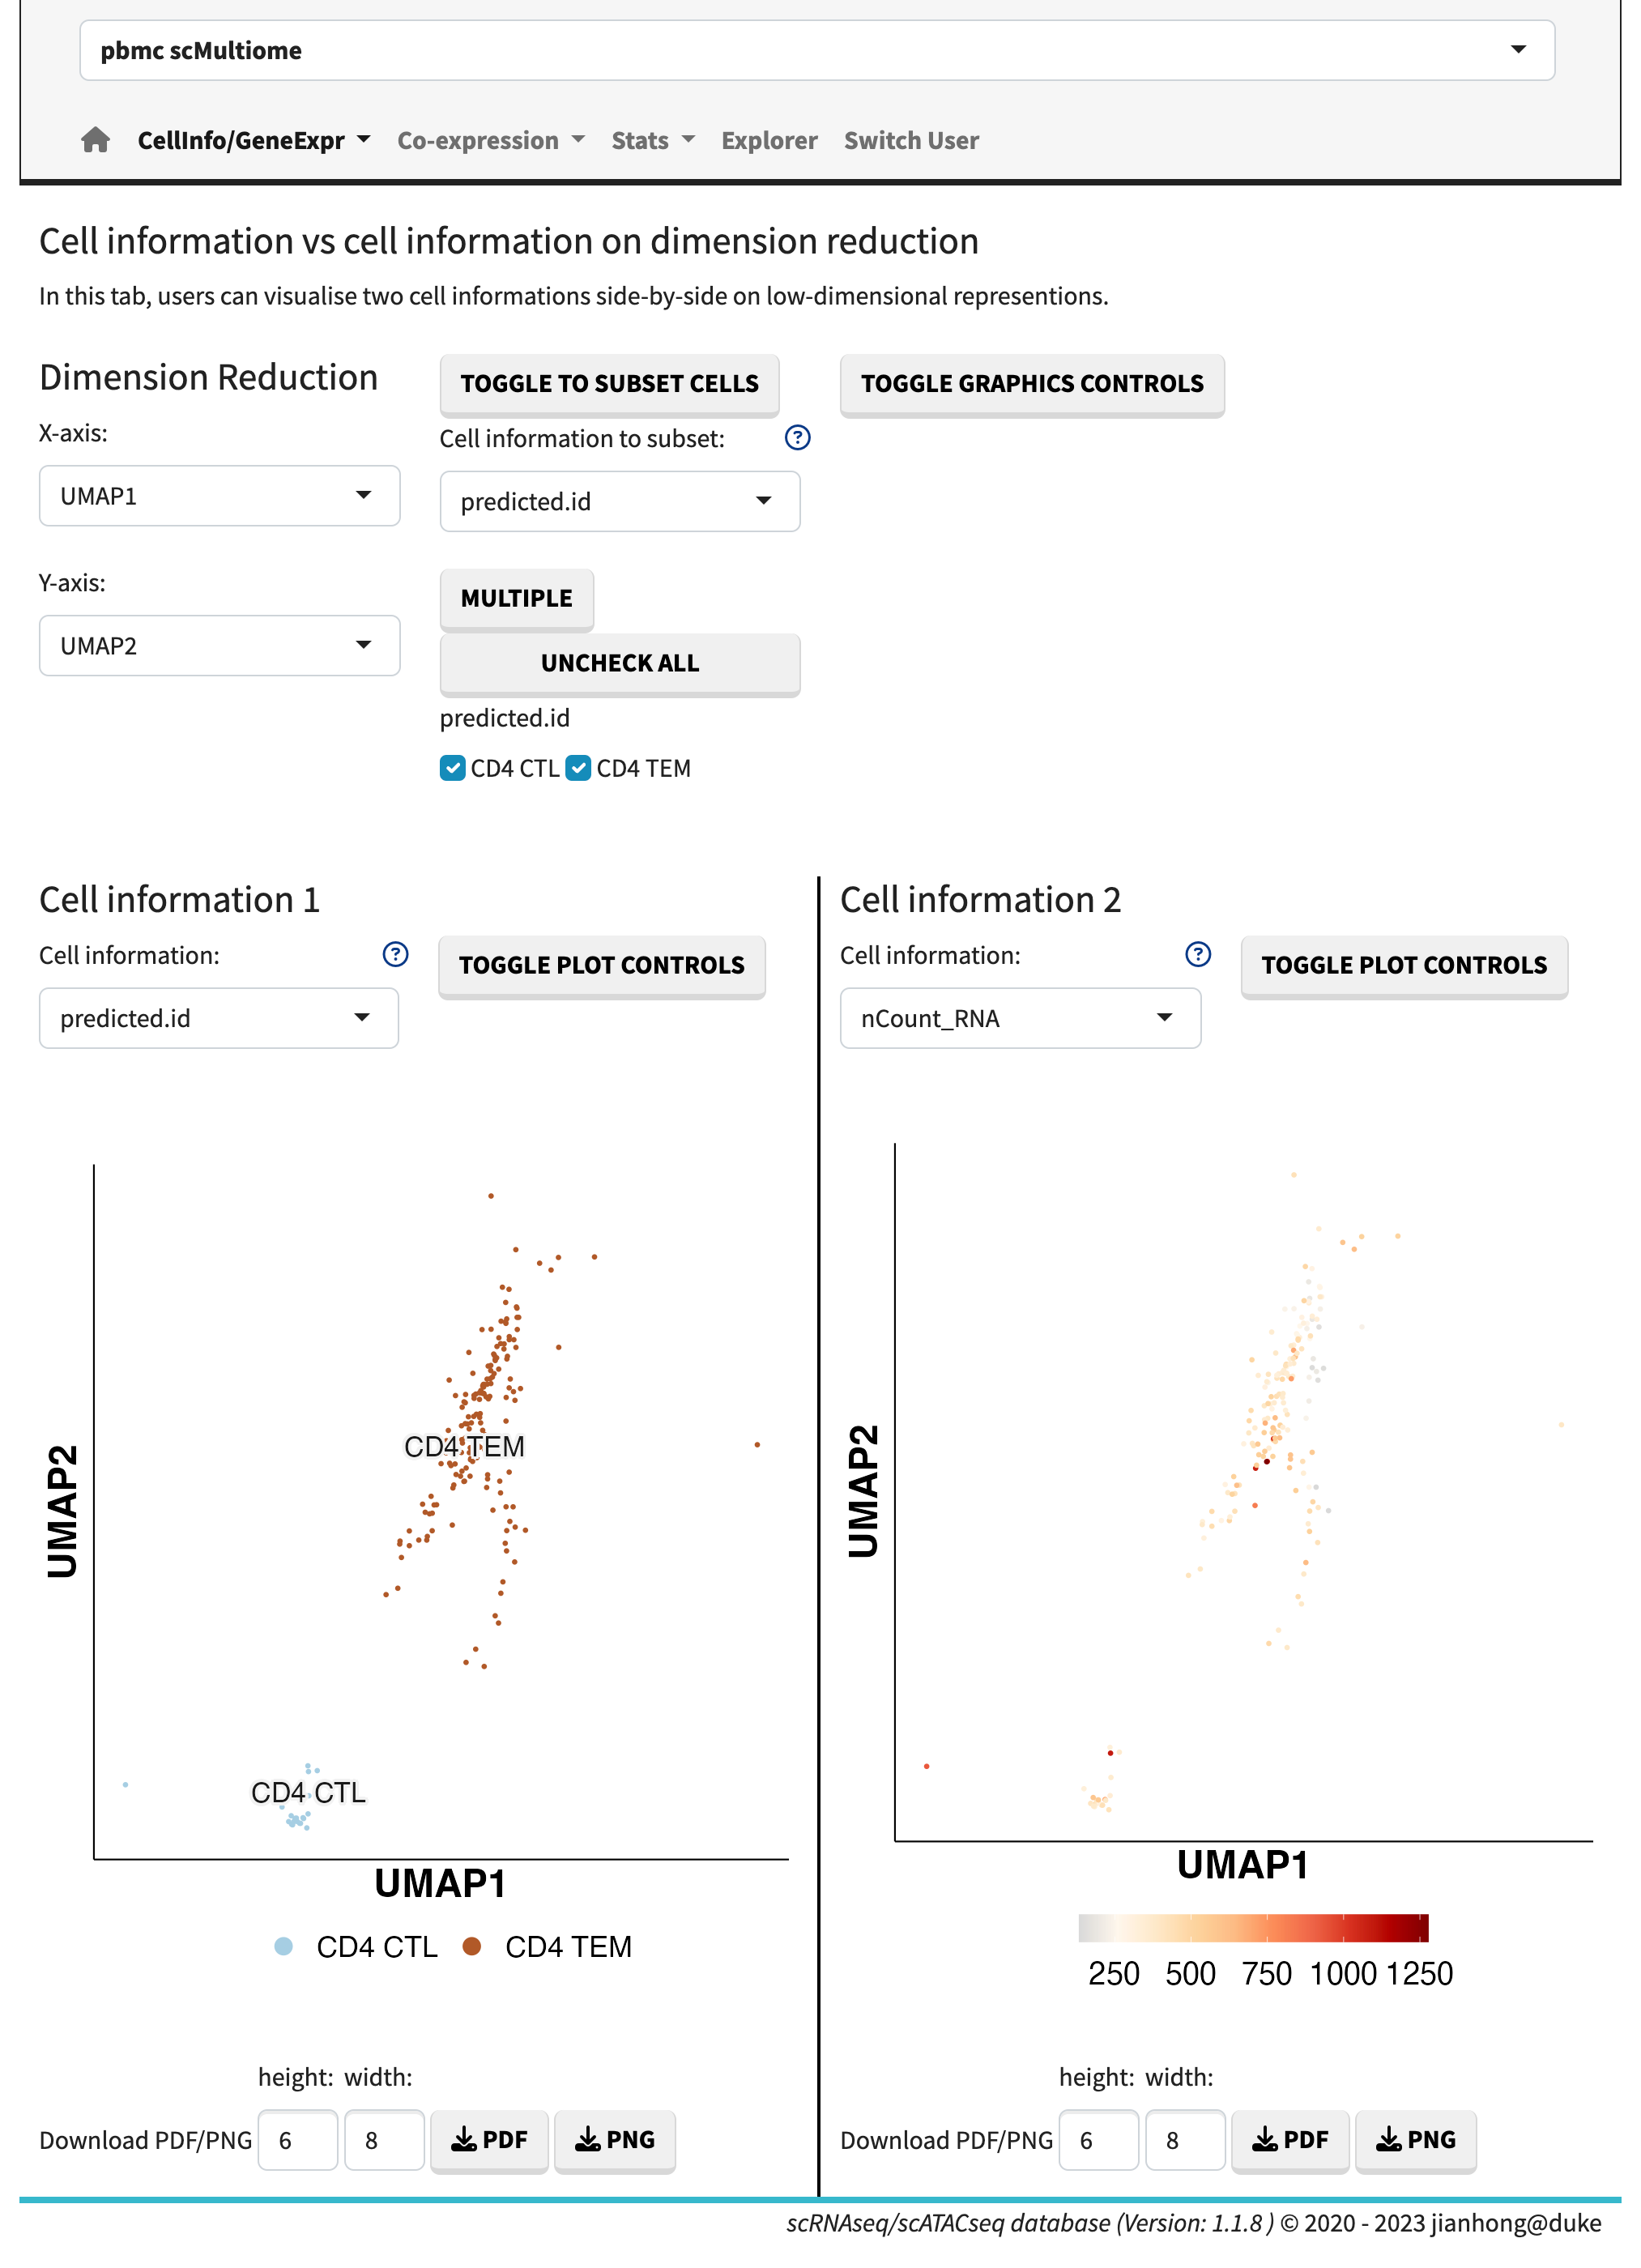 pbmc scMultiome
CellInfo/GeneExpr Co-expression Stats Explorer Switch User
Cell information vs cell information on dimension reduction
In this tab, users can visualise two cell informations side-by-side on low-dimensional represention​s.
Dimension Reduction
X-axis:
UMAP1
Y-axis:
UMAP2
TOGGLE TO SUBSET CELLS
Cell information to subset: ?
predicted.id
MULTIPLE
UNCHECK ALL
predicted.id
CD4 CTL CD4 TEM
TOGGLE GRAPHICS CONTROLS
Cell information 1
Cell information: ?
predicted.id
TOGGLE PLOT CONTROLS
UMAP2
CD4 TEM
CD4 CTL
UMAP1
CD4 CTL CD4 TEM
height: width:
Download PDF/PNG 6 8 PDF PNG
Cell information 2
Cell information: ?
nCount_RNA
TOGGLE PLOT CONTROLS
UMAP2
UMAP1
250 500 750 1000 1250
height: width:
Download PDF/PNG 6 8 PDF PNG
scRNAseq/scATACseq database (Version: 1.1.8 ) © 2020 - 2023 jianhong@duke